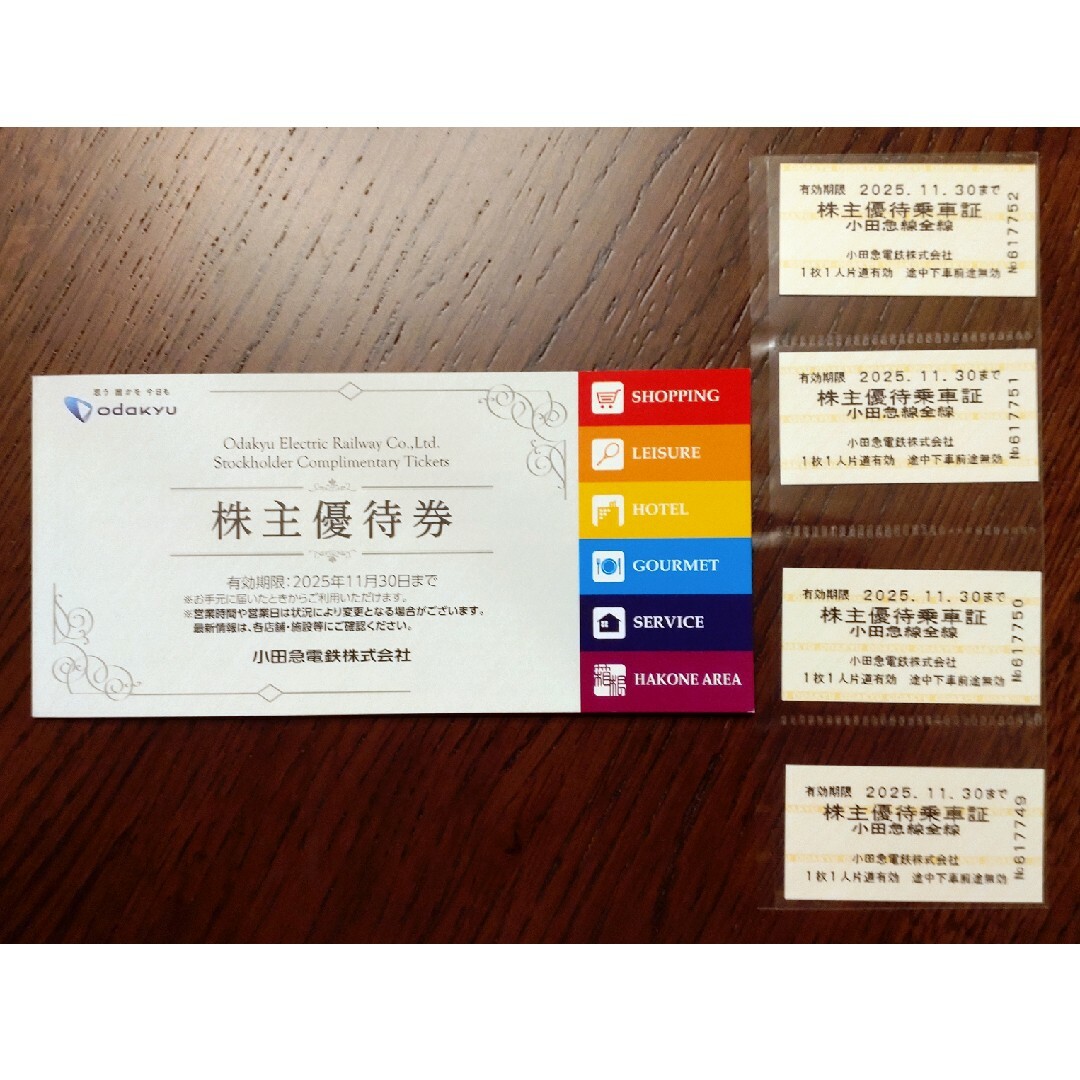 思う 誰かを 今日も
ODAKYU
Odakyu Electric Railway Co.,Ltd.
Stockholder Complimentary Tickets
株主優待券
有効期限:2025年11月30日まで
※お手元に届いたときからご利用いただけます。
※営業時間や営業日は状況により変更となる場合がございます。
最新情報は、各店舗・施設等にご確認ください。
小田急電鉄株式会社
SHOPPING
LEISURE
HOTEL
GOURMET
SERVICE
箱根
HAKONE AREA
有効期限 2025.11.30まで
株主優待乗車証
小田急線全線
小田急電鉄株式会社
1枚1人片道有効 途中下車前途無効
№617752
有効期限 2025.11.30まで
株主優待乗車証
小田急線全線
小田急電鉄株式会社
1枚1人片道有効 途中下車前途無効
№617751
有効期限 2025.11.30まで
株主優待乗車証
小田急線全線
小田急電鉄株式会社
1枚1人片道有効 途中下車前途無効
№617750
有効期限 2025.11.30まで
株主優待乗車証
小田急線全線
小田急電鉄株式会社
1枚1人片道有効 途中下車前途無効
№617749